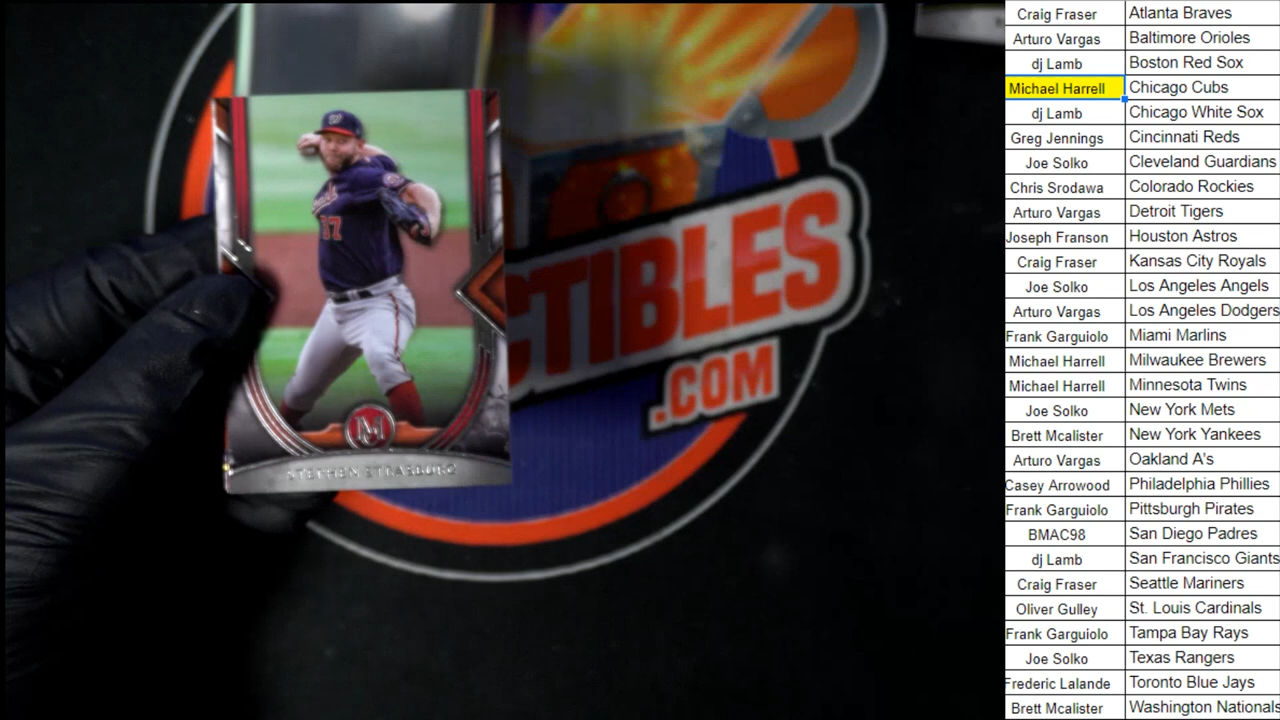 W
37
M
STEPHEN STRASBURG
CTIBLES
.COM
Craig Fraser Atlanta Braves
Arturo Vargas Baltimore Orioles
dj Lamb Boston Red Sox
Michael Harrell Chicago Cubs
dj Lamb Chicago White Sox
Greg Jennings Cincinnati Reds
Joe Solko Cleveland Guardians
Chris Srodawa Colorado Rockies
Arturo Vargas Detroit Tigers
Joseph Franson Houston Astros
Craig Fraser Kansas City Royals
Joe Solko Los Angeles Angels
Arturo Vargas Los Angeles Dodgers
Frank Garguiolo Miami Marlins
Michael Harrell Milwaukee Brewers
Michael Harrell Minnesota Twins
Joe Solko New York Mets
Brett Mcalister New York Yankees
Arturo Vargas Oakland A's
Casey Arrowood Philadelphia Phillies
Frank Garguiolo Pittsburgh Pirates
BMAC98 San Diego Padres
dj Lamb San Francisco Giants
Craig Fraser Seattle Mariners
Oliver Gulley St. Louis Cardinals
Frank Garguiolo Tampa Bay Rays
Joe Solko Texas Rangers
Frederic Lalande Toronto Blue Jays
Brett Mcalister Washington Nationals